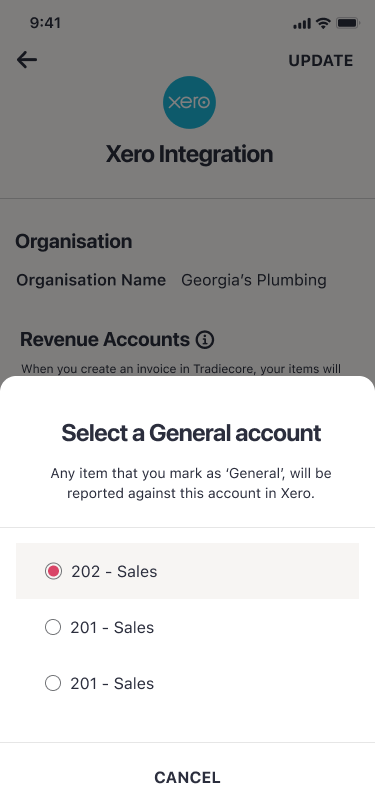 9:41
UPDATE
xero
Xero Integration
Organisation
Organisation Name Georgia’s Plumbing
Revenue Accounts
When you create an invoice in Tradiecore, your items will
Select a General account
Any item that you mark as ‘General’, will be
reported against this account in Xero.
202 - Sales
201 - Sales
201 - Sales
CANCEL